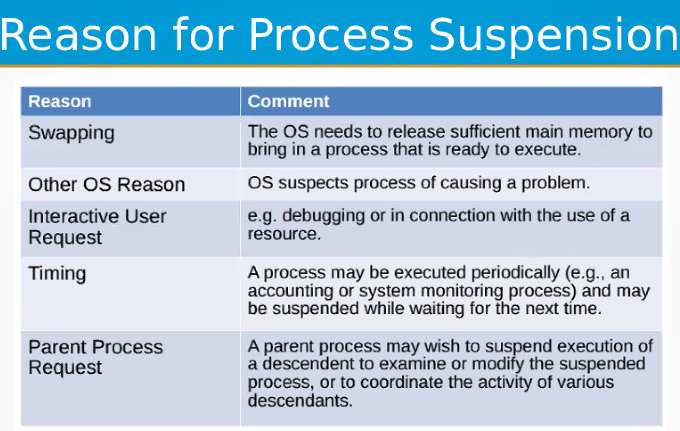 Reason for Process Suspension
Reason Comment
Swapping
The OS needs to release sufficient main memory to
bring in a process that is ready to execute.
Other OS Reason
OS suspects process of causing a problem.
Interactive User
Request
e.g. debugging or in connection with the use of a
resource.
Timing
A process may be executed periodically (e.g., an
accounting or system monitoring process) and may
be suspended while waiting for the next time.
Parent Process
Request
A parent process may wish to suspend execution of
a descendent to examine or modify the suspended
process, or to coordinate the activity of various
descendants.